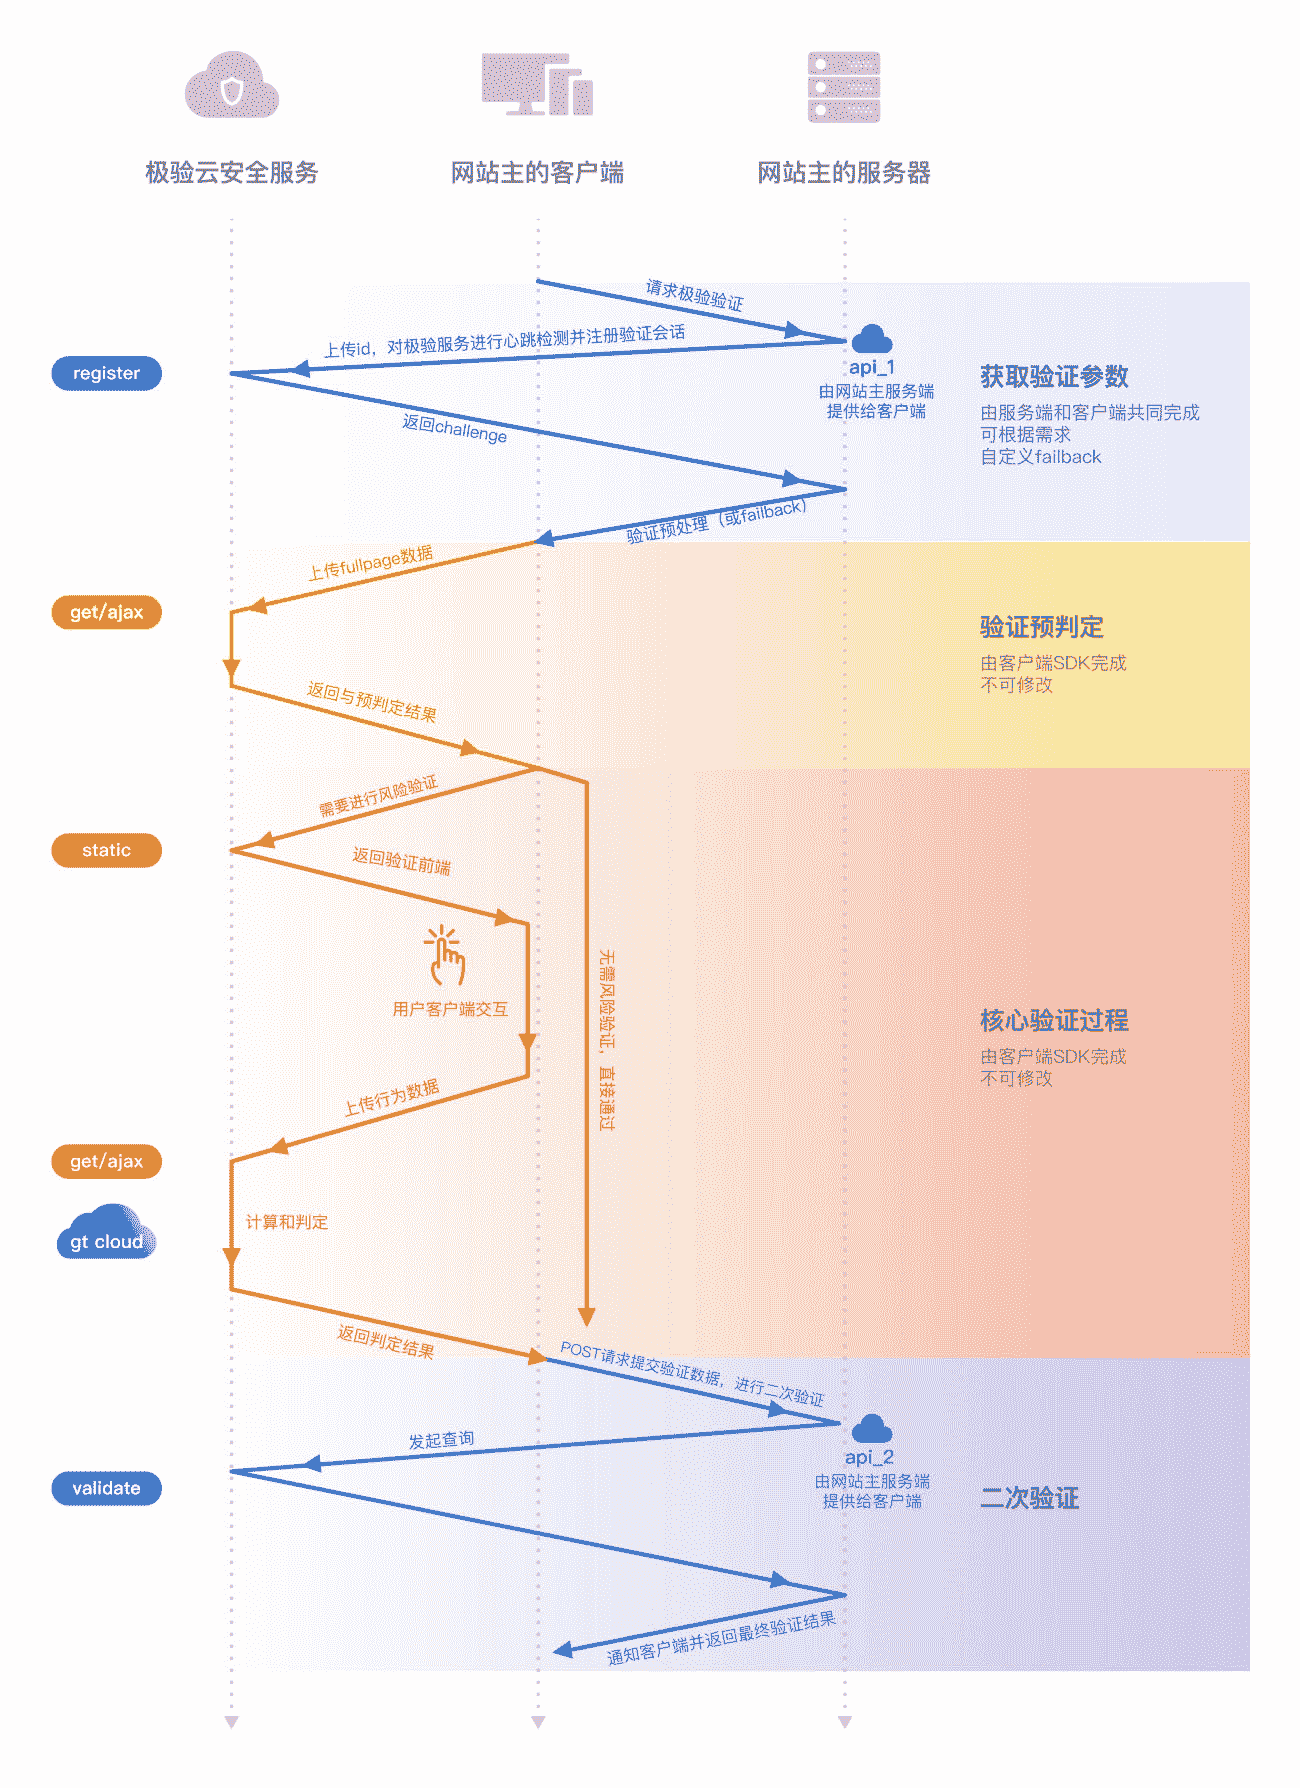 极验云安全服务
网站主的客户端
网站主的服务器
请求极验验证
上传id，对极验服务进行心跳检测并注册验证会话
api_1
由网站主服务端
提供给客户端
register
获取验证参数
由服务端和客户端共同完成
可根据需求
自定义failback
返回challenge
验证预处理（或failback）
上传fullpage数据
get/ajax
验证预判定
由客户端SDK完成
不可修改
返回与预判定结果
需要进行风险验证
static
返回验证前端
用户客户端交互
无需风险验证，直接通过
核心验证过程
由客户端SDK完成
不可修改
上传行为数据
get/ajax
计算和判定
gt cloud
返回判定结果
POST请求提交验证数据，进行二次验证
发起查询
api_2
由网站主服务端
提供给客户端
validate
二次验证
通知客户端并返回最终验证结果